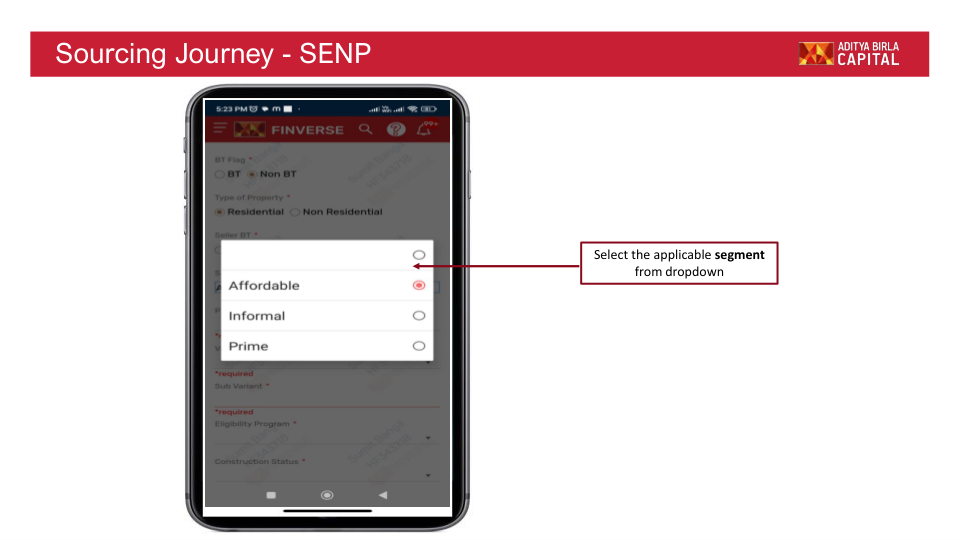 Sourcing Journey - SENP
ADITYA BIRLA
CAPITAL
5:23 PM
FINVERSE
99+
BT Flag *
BT Non BT
Type of Property *
Residential Non Residential
Seller BT *
Affordable
Informal
Prime
*required
Sub Variant *
*required
Eligibility Program *
Construction Status *
Select the applicable segment
from dropdown